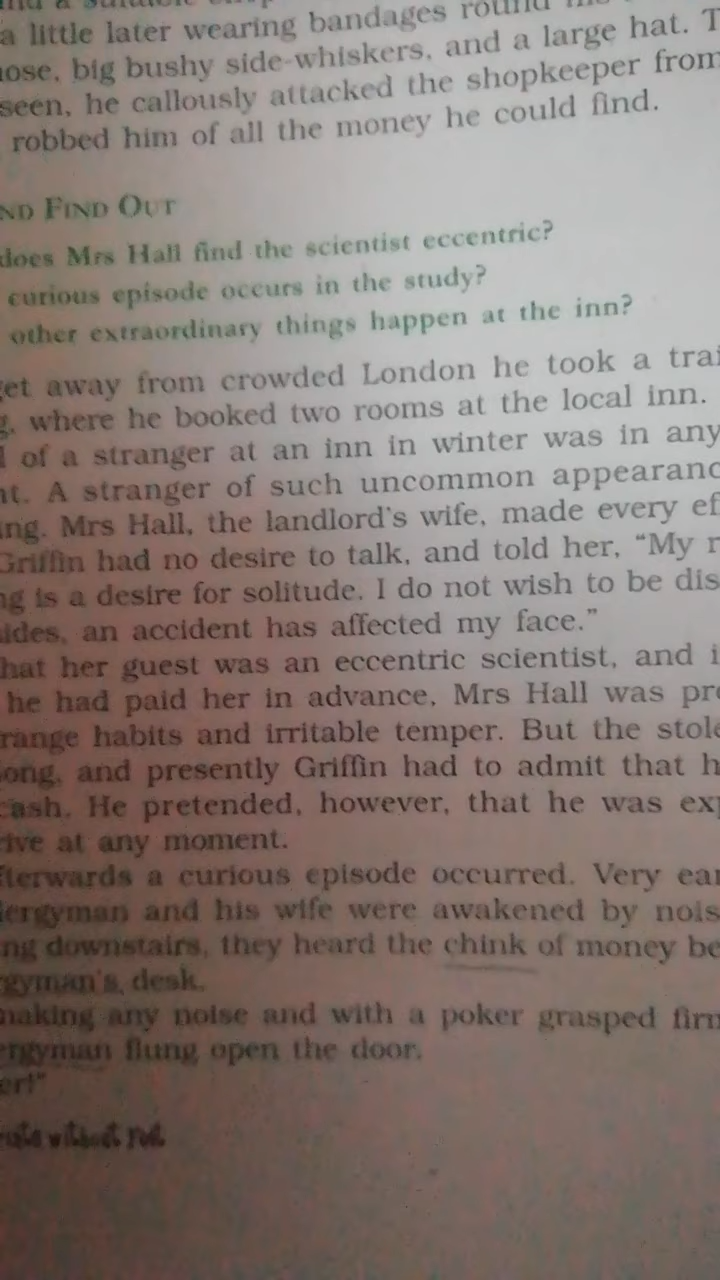 a little later wearing bandages round
nose, big bushy side-whiskers, and a large hat. T
seen, he callously attacked the shopkeeper from
robbed him of all the money he could find.
ND FIND OUT
does Mrs Hall find the scientist eccentric?
curious episode occurs in the study?
other extraordinary things happen at the inn?
get away from crowded London he took a trai
g, where he booked two rooms at the local inn.
l of a stranger at an inn in winter was in any
nt. A stranger of such uncommon appearanc
ing. Mrs Hall, the landlord's wife, made every ef
Griffin had no desire to talk, and told her, "My r
ng is a desire for solitude. I do not wish to be dis
sides, an accident has affected my face."
hat her guest was an eccentric scientist, and i
he had paid her in advance, Mrs Hall was pre
range habits and irritable temper. But the stole
ong, and presently Griffin had to admit that h
cash. He pretended, however, that he was exp
rive at any moment.
fterwards a curious episode occurred. Very ear
lergyman and his wife were awakened by nois
ng downstairs, they heard the chink of money be
rgyman's desk.
making any noise and with a poker grasped firm
ergyman flung open the door.
er!"
without